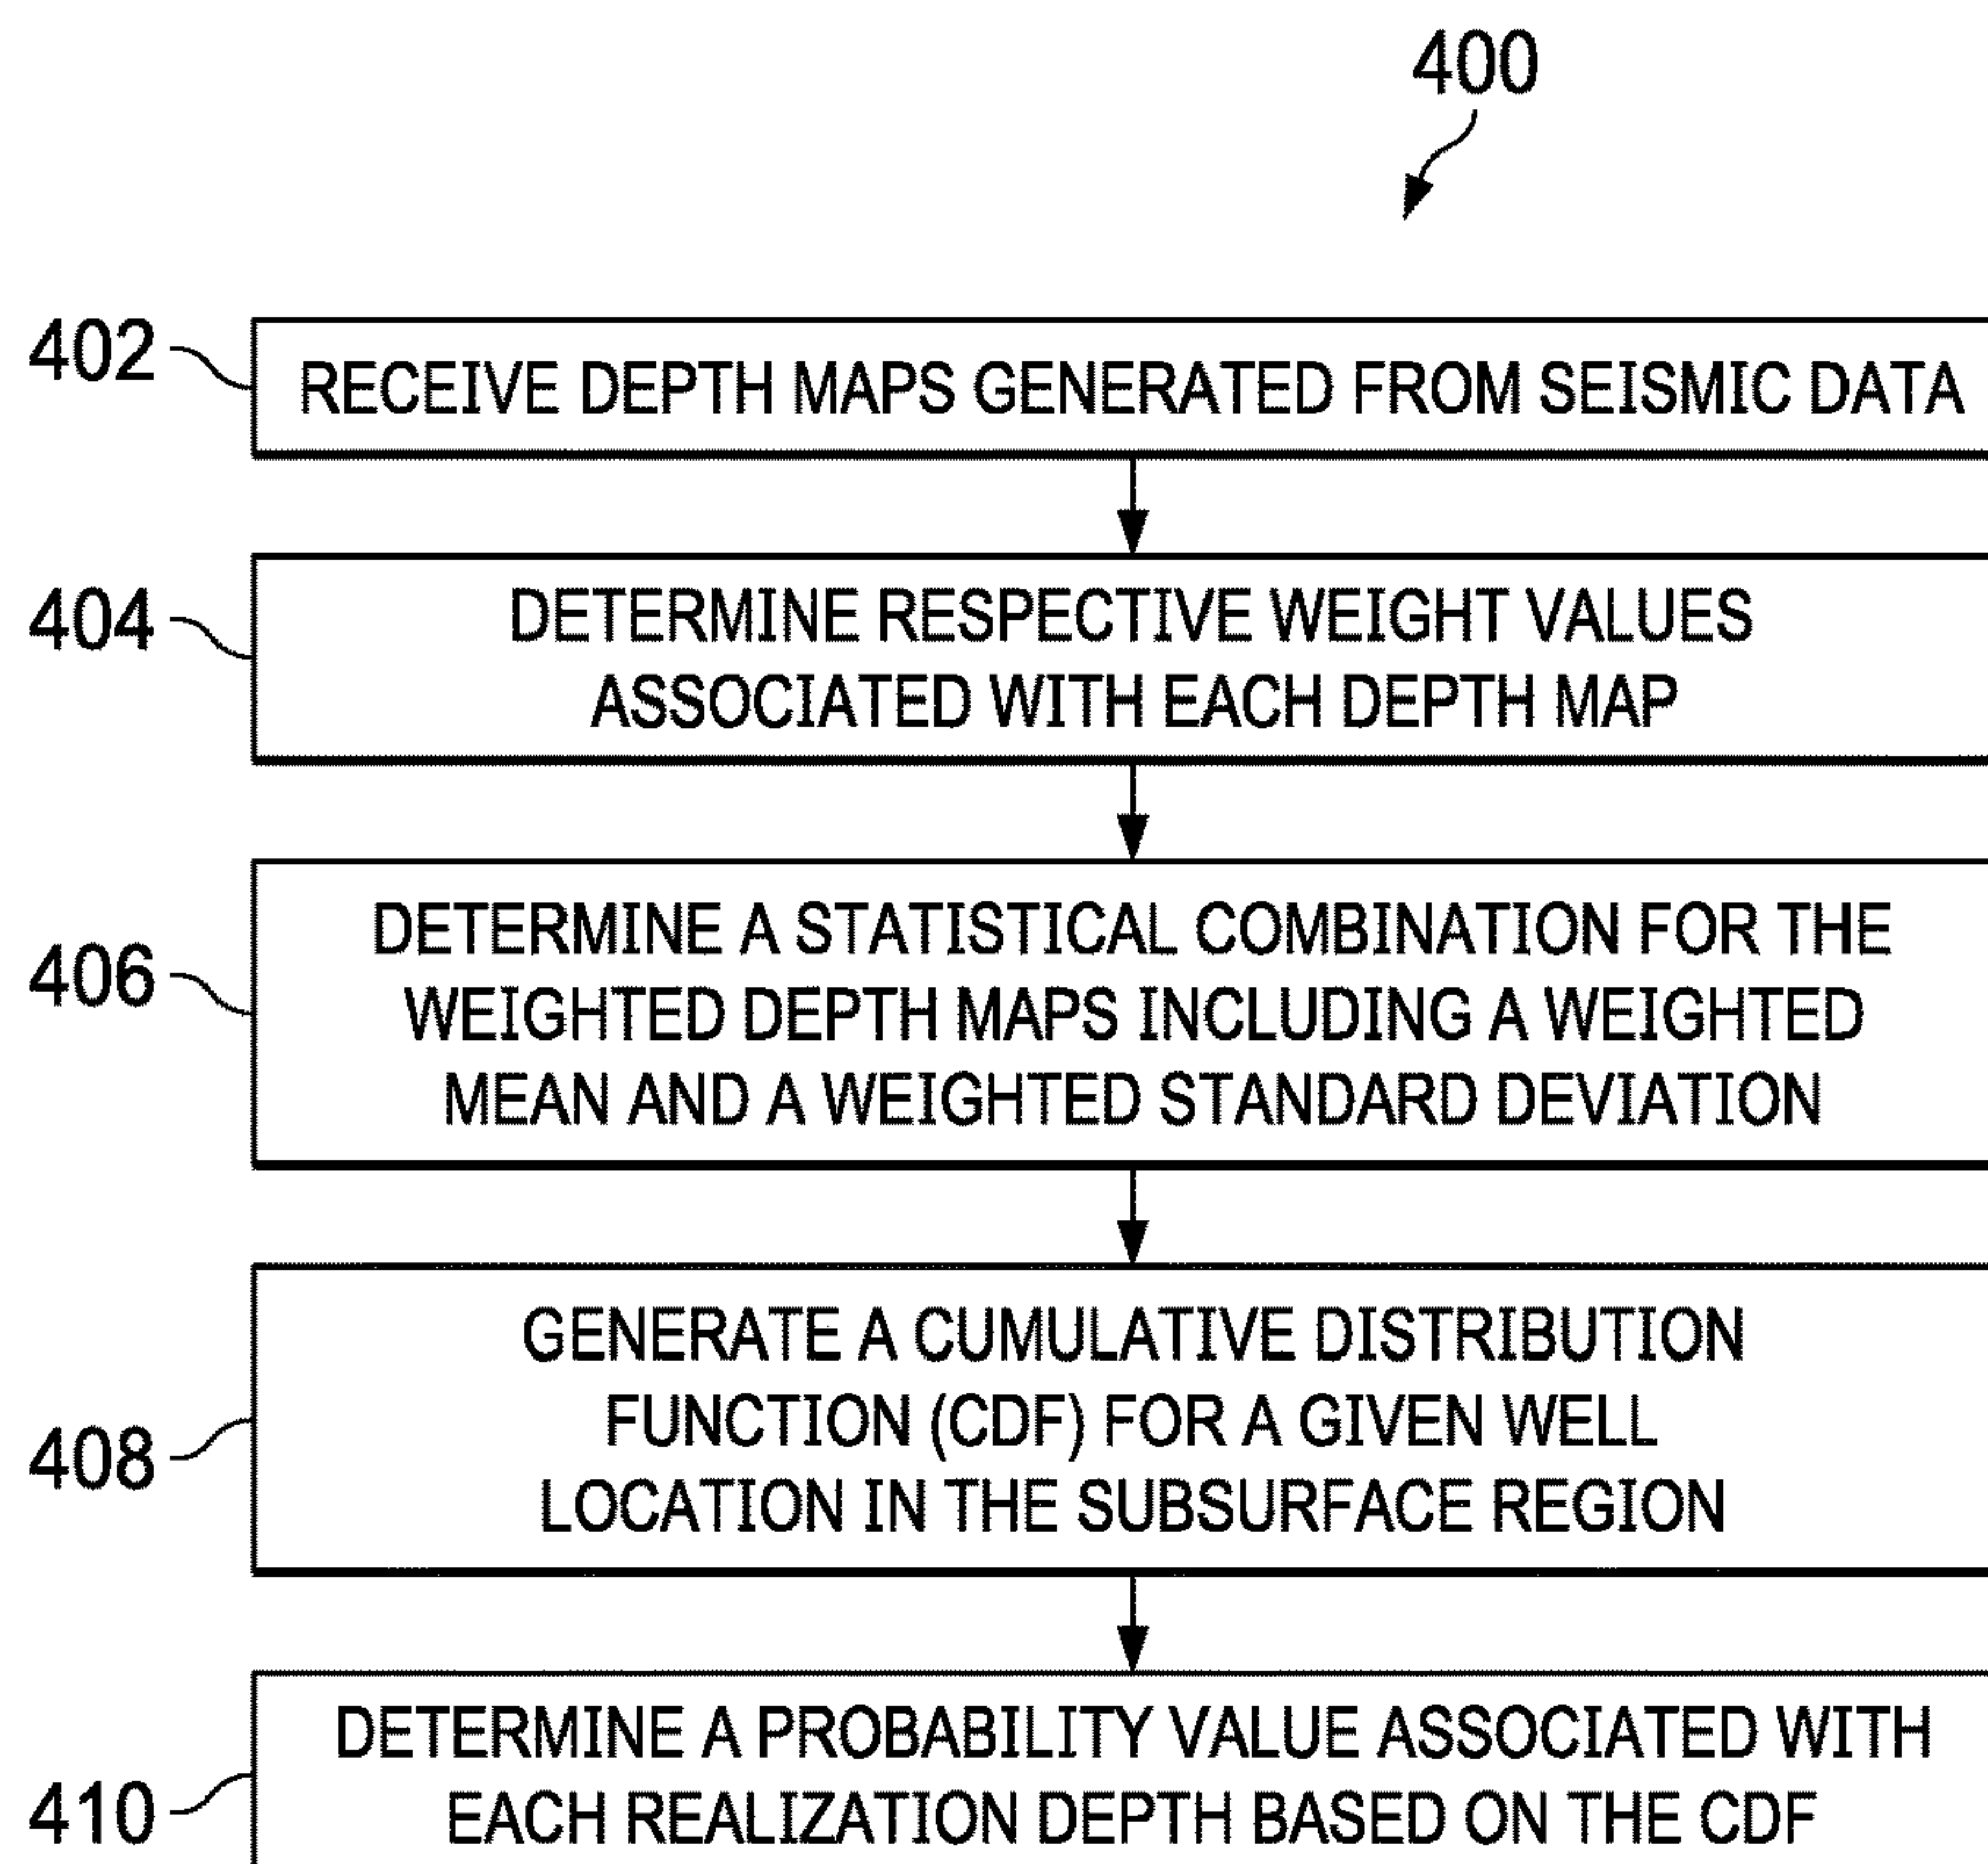 400
402
RECEIVE DEPTH MAPS GENERATED FROM SEISMIC DATA
404
DETERMINE RESPECTIVE WEIGHT VALUES
ASSOCIATED WITH EACH DEPTH MAP
406
DETERMINE A STATISTICAL COMBINATION FOR THE
WEIGHTED DEPTH MAPS INCLUDING A WEIGHTED
MEAN AND A WEIGHTED STANDARD DEVIATION
408
GENERATE A CUMULATIVE DISTRIBUTION
FUNCTION (CDF) FOR A GIVEN WELL
LOCATION IN THE SUBSURFACE REGION
410
DETERMINE A PROBABILITY VALUE ASSOCIATED WITH
EACH REALIZATION DEPTH BASED ON THE CDF